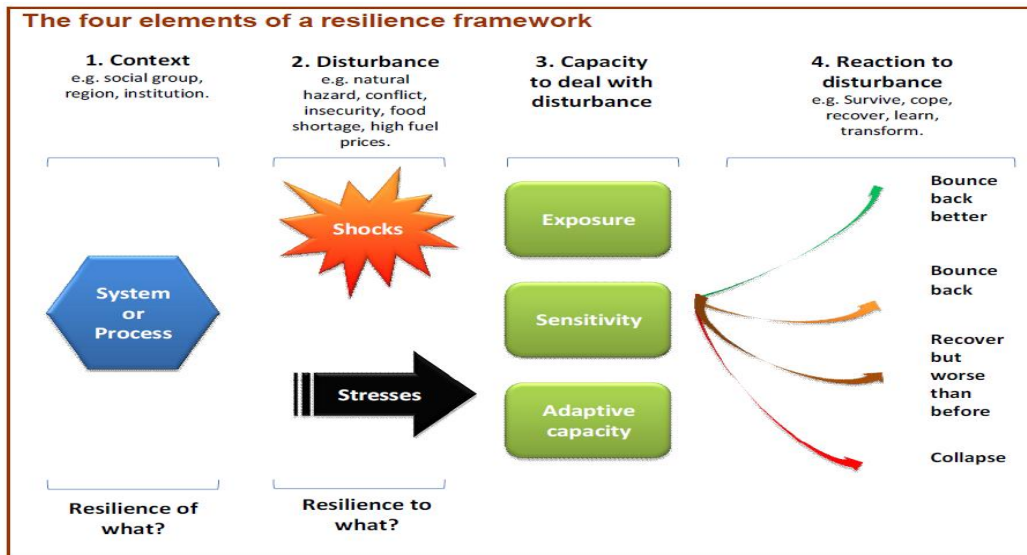 The four elements of a resilience framework
1. Context
e.g. social group,
region, institution.
2. Disturbance
e.g. natural
hazard, conflict,
insecurity, food
shortage, high fuel
prices.
3. Capacity
to deal with
disturbance
4. Reaction to
disturbance
e.g. Survive, cope,
recover, learn,
transform.
System
or
Process
Shocks
Stresses
Exposure
Sensitivity
Adaptive
capacity
Bounce
back
better
Bounce
back
Recover
but
worse
than
before
Collapse
Resilience of
what?
Resilience to
what?